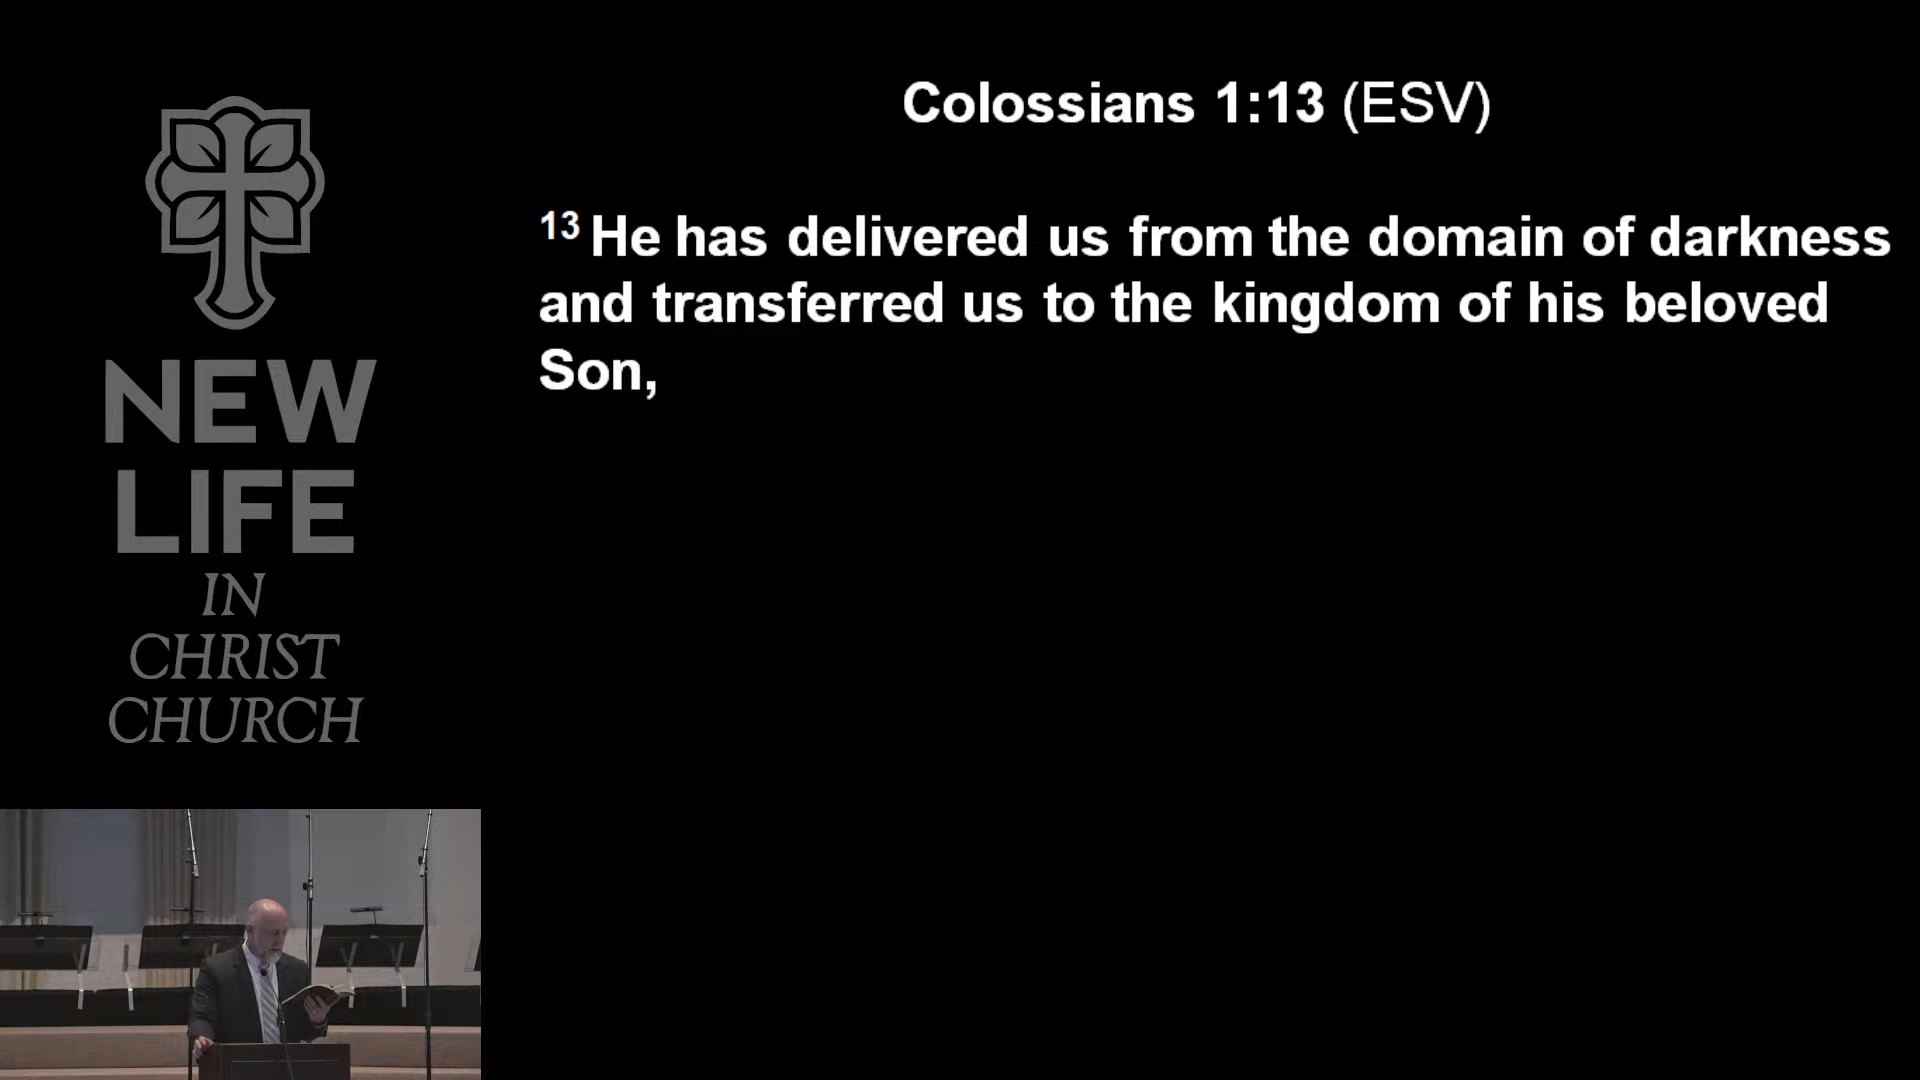 NEW
LIFE
IN
CHRIST
CHURCH
Colossians 1:13 (ESV)
13 He has delivered us from the domain of darkness
and transferred us to the kingdom of his beloved
Son,